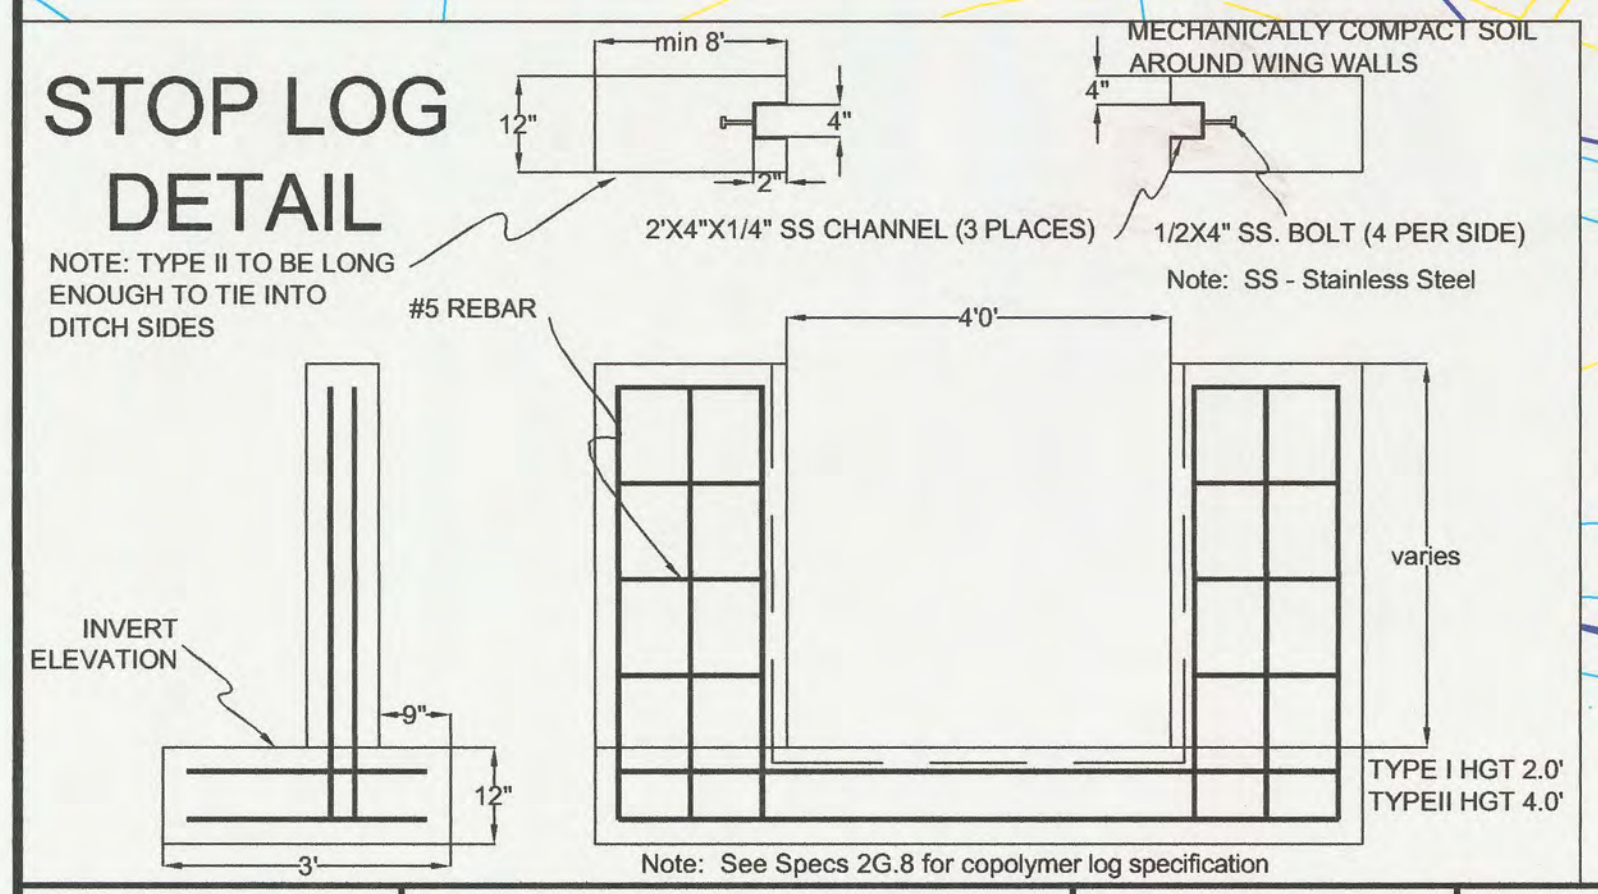 STOP LOG
DETAIL
NOTE: TYPE II TO BE LONG
ENOUGH TO TIE INTO
DITCH SIDES
min 8'
12"
4"
2"
MECHANICALLY COMPACT SOIL
AROUND WING WALLS
4"
2'X4"X1/4" SS CHANNEL (3 PLACES)
1/2X4" SS. BOLT (4 PER SIDE)
Note: SS - Stainless Steel
#5 REBAR
4'0'
varies
INVERT
ELEVATION
9"
12"
3'
TYPE I HGT 2.0'
TYPEII HGT 4.0'
Note: See Specs 2G.8 for copolymer log specification